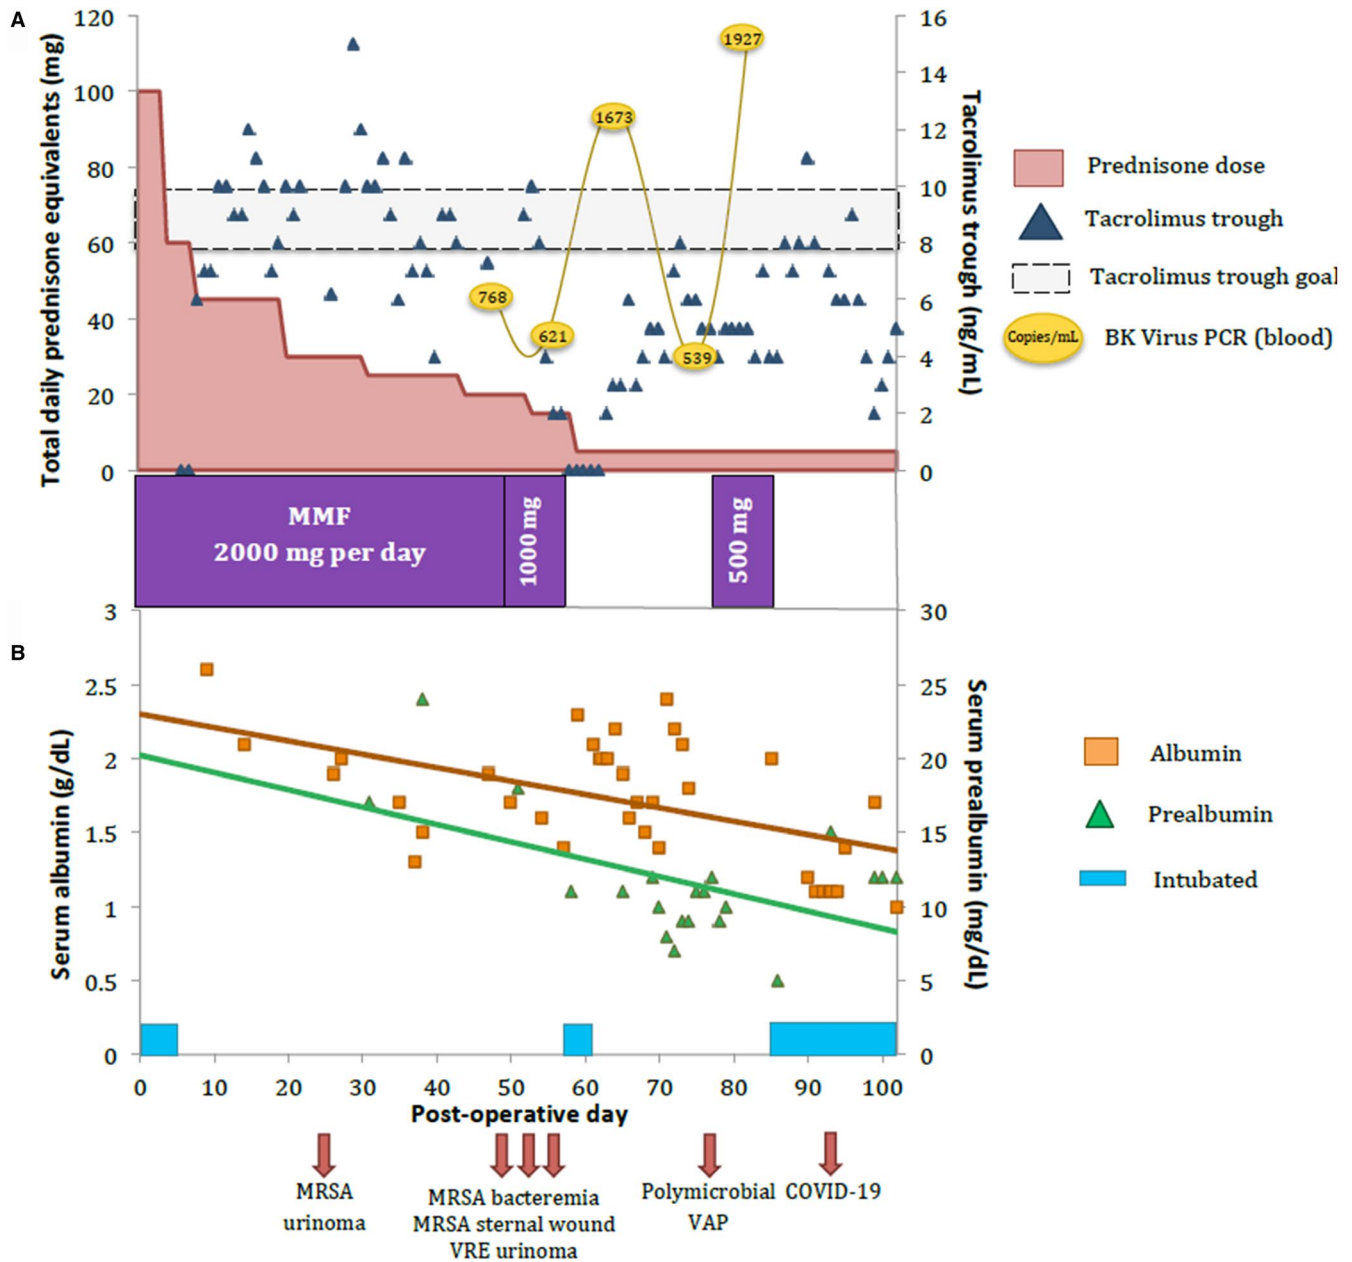 A
Total daily prednisone equivalents (mg)
120
100
80
60
40
20
0
16
14
12
10
8
6
4
2
0
Tacrolimus trough (ng/mL)
768
621
1673
539
1927
Prednisone dose
Tacrolimus trough
Tacrolimus trough goal
Copies/mL
BK Virus PCR (blood)
MMF
2000 mg per day
1000 mg
500 mg
B
Serum albumin (g/dL)
3
2.5
2
1.5
1
0.5
0
30
25
20
15
10
5
0
Serum prealbumin (mg/dL)
Albumin
Prealbumin
Intubated
0 10 20 30 40 50 60 70 80 90 100
Post-operative day
MRSA
urinoma
MRSA bacteremia
MRSA sternal wound
VRE urinoma
Polymicrobial
VAP
COVID-19